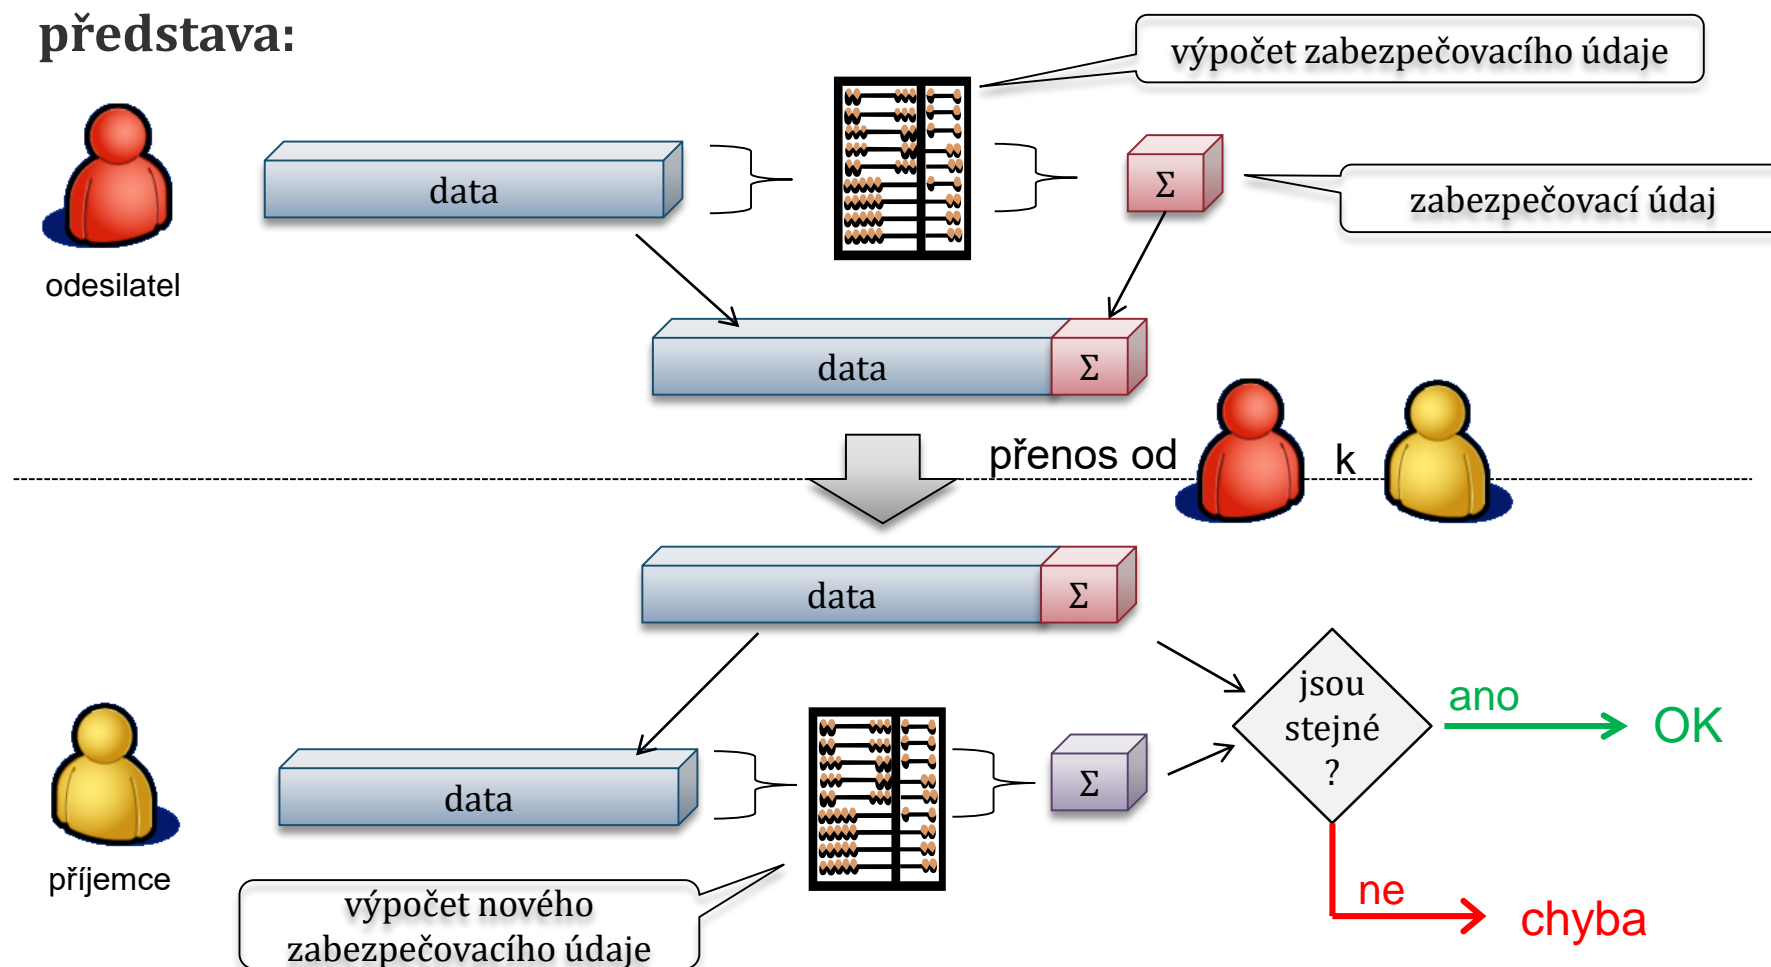 představa:
výpočet zabezpečovacího údaje
data
Σ
zabezpečovací údaj
odesilatel
data
Σ
přenos od
k
data
Σ
jsou
stejné
?
ano
OK
data
Σ
příjemce
ne
chyba
výpočet nového
zabezpečovacího údaje